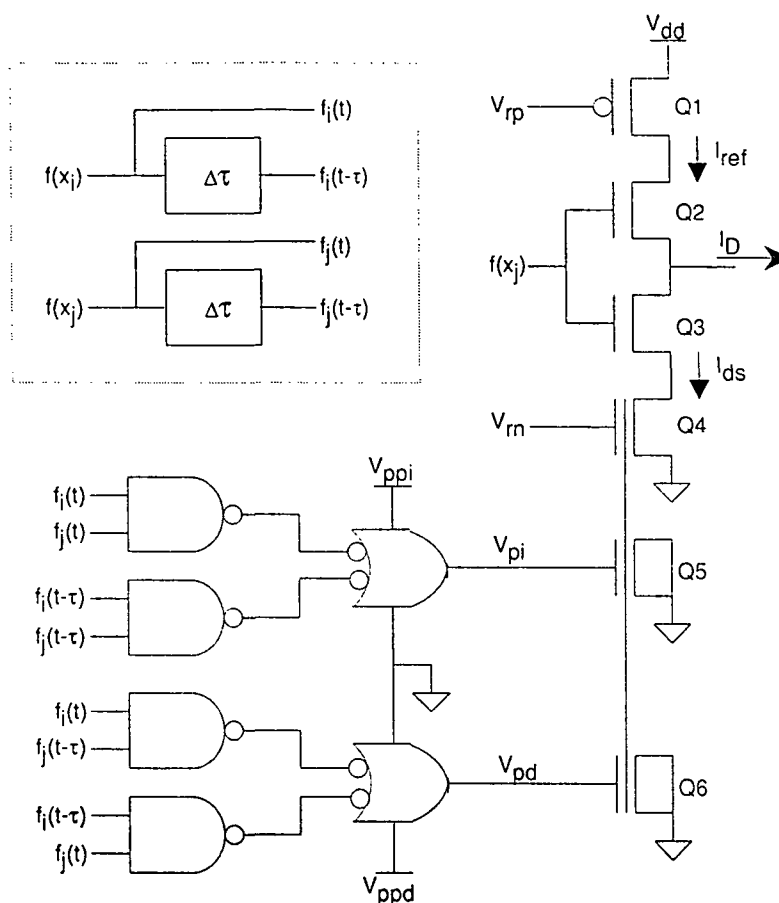 V_dd
V_rp
Q1
I_ref
Q2
f(x_j)
I_D
Q3
I_ds
V_rn
Q4
f_i(t)
f(x_i)
Δτ
f_i(t-τ)
f_j(t)
f(x_j)
Δτ
f_j(t-τ)
V_ppi
f_i(t)
f_j(t)
V_pi
Q5
f_i(t-τ)
f_j(t-τ)
f_i(t)
f_j(t-τ)
V_pd
Q6
f_i(t-τ)
f_j(t)
V_ppd